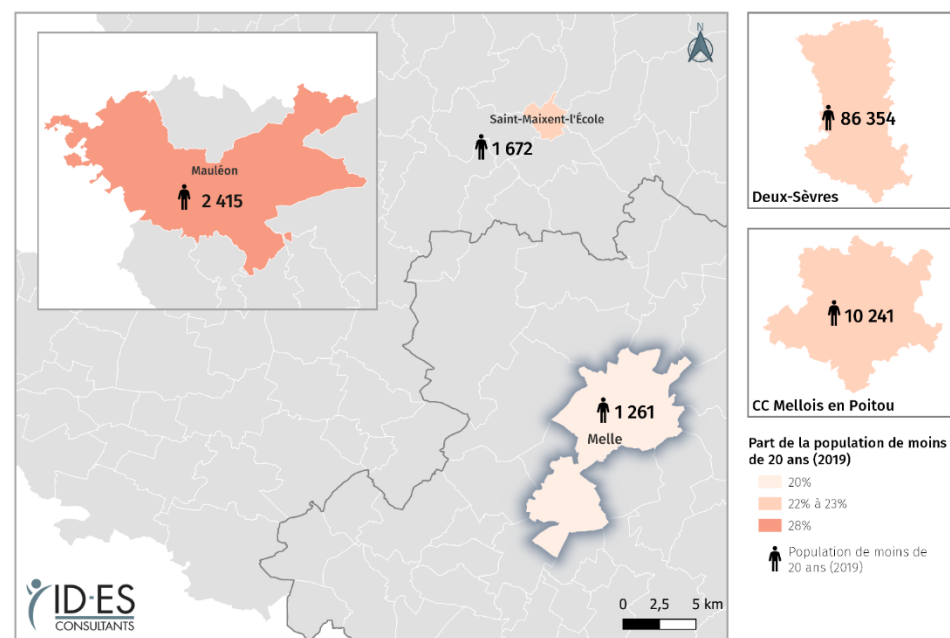 N
Saint-Maixent-l'École
1 672
Mauléon
2 415
1 261
Melle
86 354
Deux-Sèvres
10 241
CC Mellois en Poitou
Part de la population de moins
de 20 ans (2019)
20%
22% à 23%
28%
Population de moins de
20 ans (2019)
ID-ES
CONSULTANTS
0 2,5 5 km